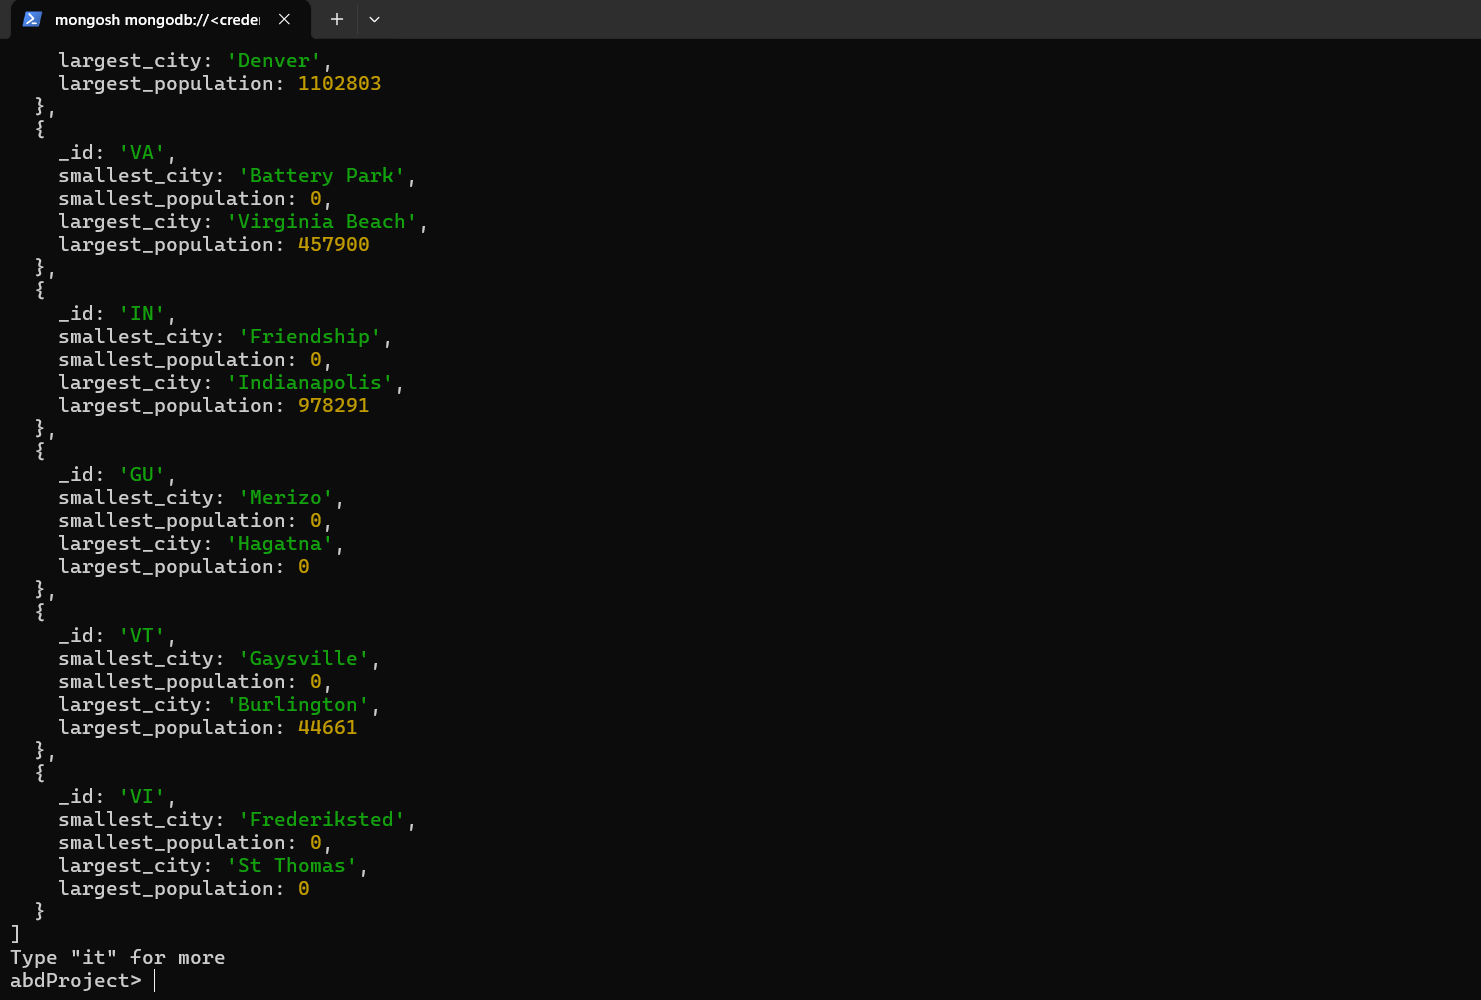 mongosh mongodb://<creder
    largest_city: 'Denver',
    largest_population: 1102803
  },
  {
    _id: 'VA',
    smallest_city: 'Battery Park',
    smallest_population: 0,
    largest_city: 'Virginia Beach',
    largest_population: 457900
  },
  {
    _id: 'IN',
    smallest_city: 'Friendship',
    smallest_population: 0,
    largest_city: 'Indianapolis',
    largest_population: 978291
  },
  {
    _id: 'GU',
    smallest_city: 'Merizo',
    smallest_population: 0,
    largest_city: 'Hagatna',
    largest_population: 0
  },
  {
    _id: 'VT',
    smallest_city: 'Gaysville',
    smallest_population: 0,
    largest_city: 'Burlington',
    largest_population: 44661
  },
  {
    _id: 'VI',
    smallest_city: 'Frederiksted',
    smallest_population: 0,
    largest_city: 'St Thomas',
    largest_population: 0
  }
]
Type "it" for more
abdProject>